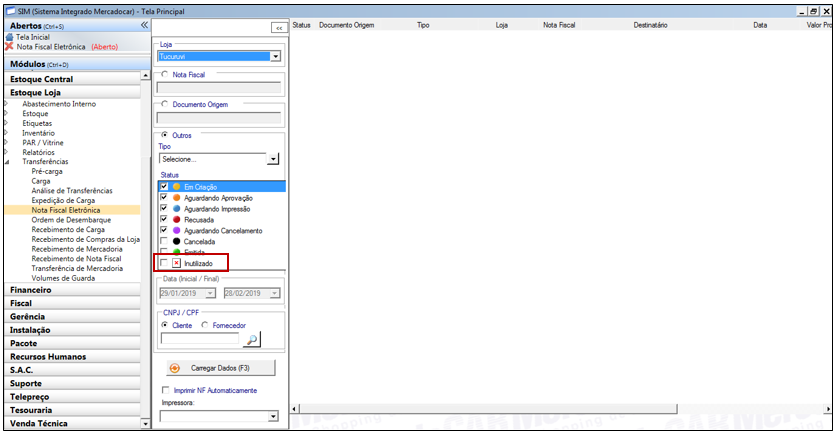 SIM (Sistema Integrado Mercadocar) - Tela Principal
Abertos (Ctrl+S)
Tela Inicial
Nota Fiscal Eletrônica (Aberto)
Módulos (Ctrl+D)
Estoque Central
Estoque Loja
Abastecimento Interno
Estoque
Etiquetas
Inventário
PAR / Vitrine
Relatórios
Transferências
Pré-carga
Carga
Análise de Transferências
Expedição de Carga
Nota Fiscal Eletrônica
Ordem de Desembarque
Recebimento de Carga
Recebimento de Compras da Loja
Recebimento de Mercadoria
Recebimento de Nota Fiscal
Transferência de Mercadoria
Volumes de Guarda
Financeiro
Fiscal
Gerência
Instalação
Pacote
Recursos Humanos
S.A.C.
Suporte
Telepreço
Tesouraria
Venda Técnica
Loja
Tucuruvi
Nota Fiscal
Documento Origem
Outros
Tipo
Selecione...
Status
Em Criação
Aguardando Aprovação
Aguardando Impressão
Recusada
Aguardando Cancelamento
Cancelada
Emitida
Inutilizado
Data (Inicial / Final)
29/01/2019 28/02/2019
CNPJ / CPF
Cliente Fornecedor
Carregar Dados (F3)
Imprimir NF Automaticamente
Impressora:
Status Documento Origem Tipo Loja Nota Fiscal Destinatário Data Valor Pro